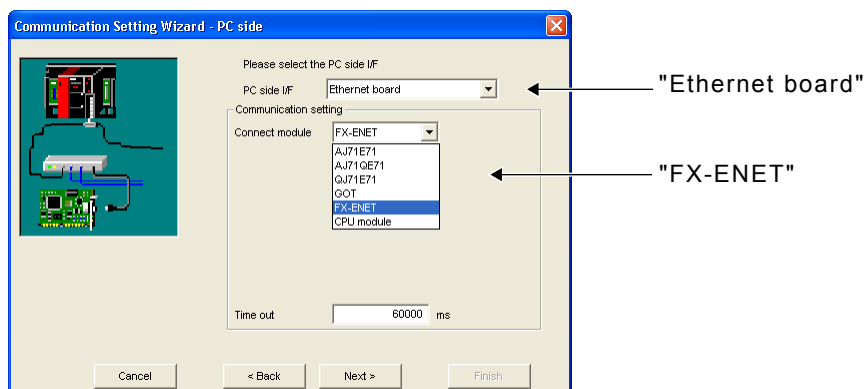 Communication Setting Wizard - PC side
Please select the PC side I/F
PC side I/F Ethernet board
"Ethernet board"
Communication setting
Connect module FX-ENET
AJ71E71
AJ71QE71
QJ71E71
GOT
FX-ENET
CPU module
"FX-ENET"
Time out 60000 ms
Cancel < Back Next > Finish